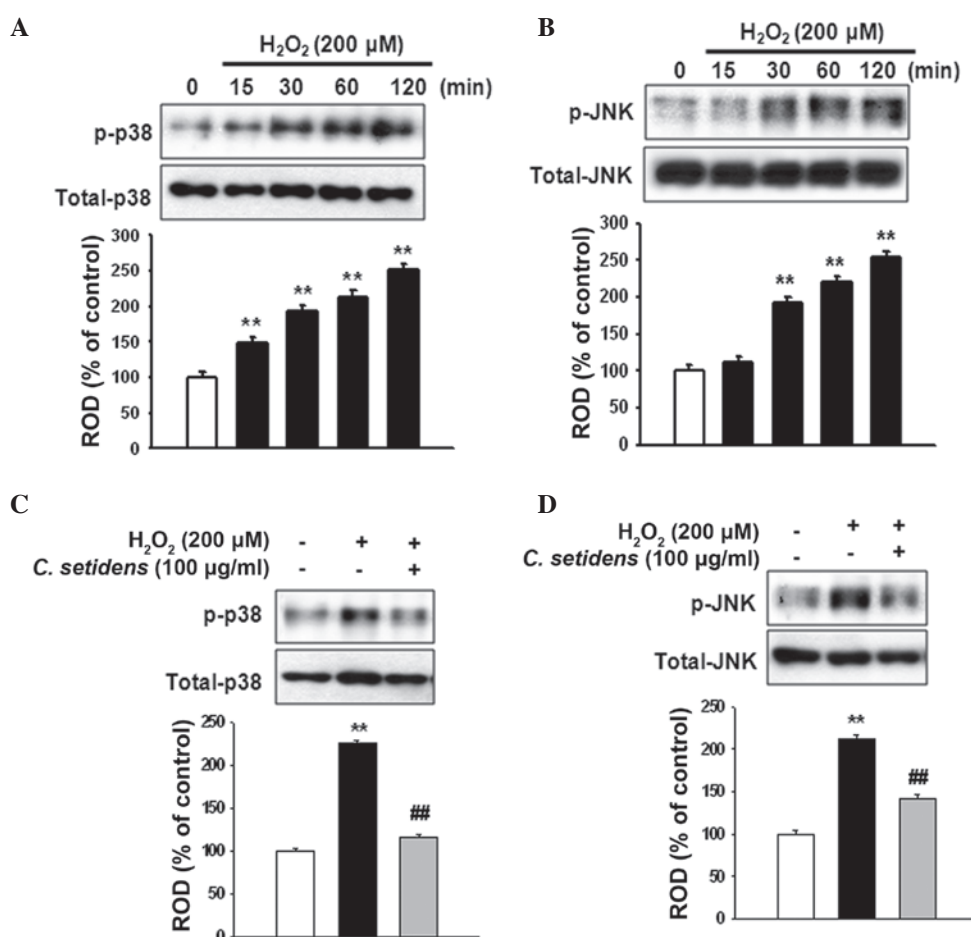 A
H₂O₂ (200 µM)
0 15 30 60 120 (min)
p-p38
Total-p38
ROD (% of control)
300
250
200
150
100
50
0
**
**
**
**
B
H₂O₂ (200 µM)
0 15 30 60 120 (min)
p-JNK
Total-JNK
ROD (% of control)
300
250
200
150
100
50
0
**
**
**
C
H₂O₂ (200 µM) - + +
C. setidens (100 µg/ml) - - +
p-p38
Total-p38
ROD (% of control)
250
200
150
100
50
0
**
##
D
H₂O₂ (200 µM) - + +
C. setidens (100 µg/ml) - - +
p-JNK
Total-JNK
ROD (% of control)
250
200
150
100
50
0
**
##